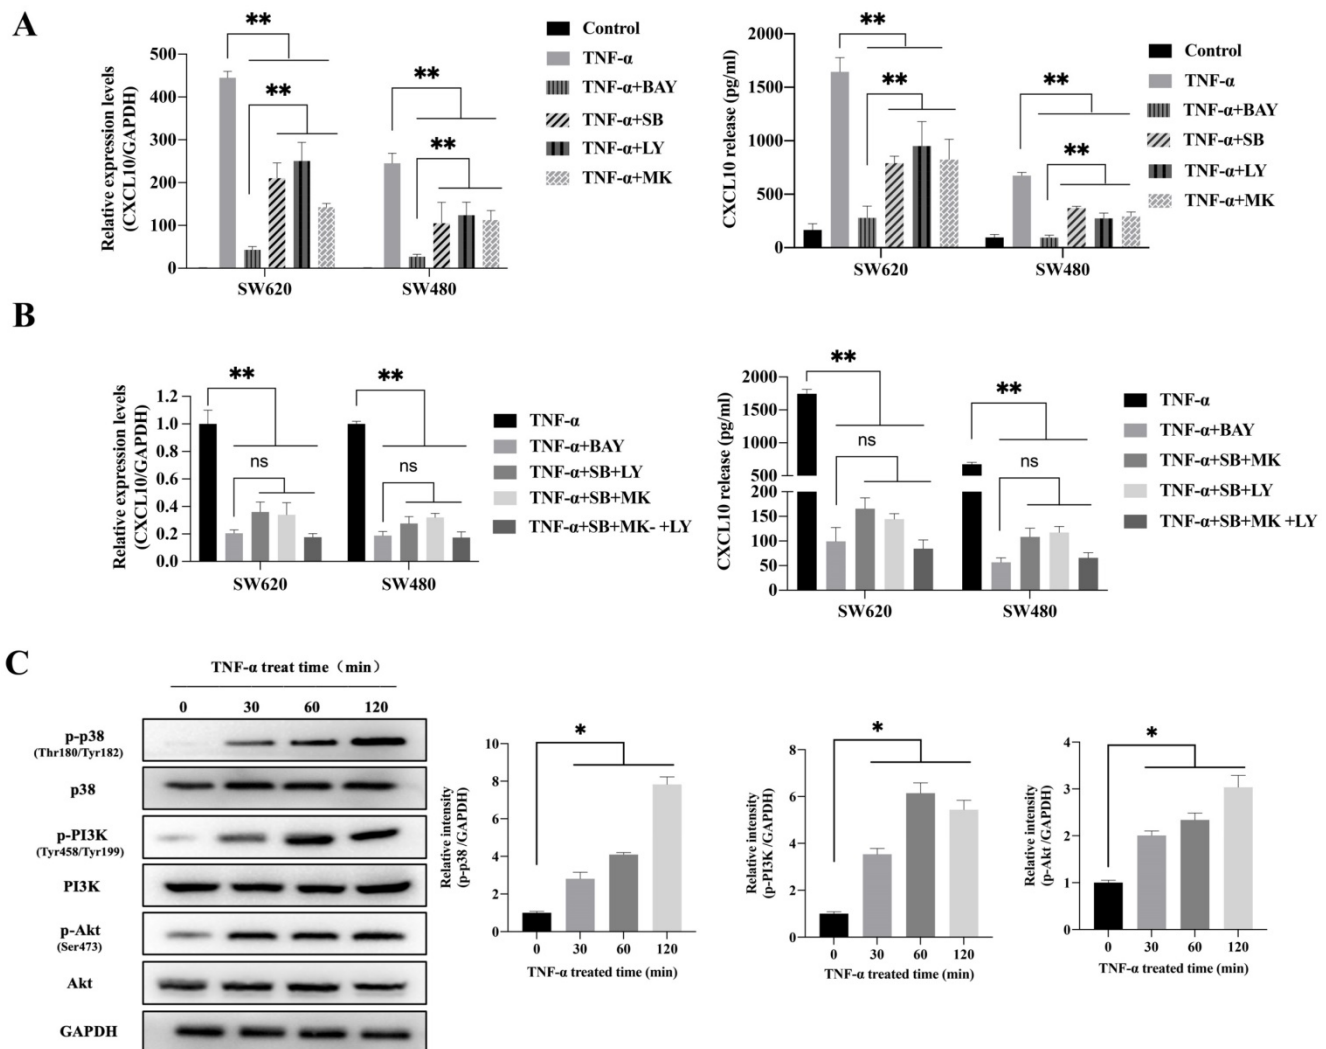 A
Relative expression levels
(CXCL10/GAPDH)
500
400
300
200
100
0
**
**
**
**
SW620
SW480
Control
TNF-α
TNF-α+BAY
TNF-α+SB
TNF-α+LY
TNF-α+MK
CXCL10 release (pg/ml)
2000
1500
1000
500
0
**
**
**
**
SW620
SW480
Control
TNF-α
TNF-α+BAY
TNF-α+SB
TNF-α+LY
TNF-α+MK
B
Relative expression levels
(CXCL10/GAPDH)
1.2
1.0
0.8
0.6
0.4
0.2
0.0
**
ns
**
ns
SW620
SW480
TNF-α
TNF-α+BAY
TNF-α+SB+LY
TNF-α+SB+MK
TNF-α+SB+MK- +LY
CXCL10 release (pg/ml)
2000
1500
1000
500
200
150
100
50
0
**
ns
**
ns
SW620
SW480
TNF-α
TNF-α+BAY
TNF-α+SB+MK
TNF-α+SB+LY
TNF-α+SB+MK +LY
C
TNF-α treat time（min）
0 30 60 120
p-p38
(Thr180/Tyr182)
p38
p-PI3K
(Tyr458/Tyr199)
PI3K
p-Akt
(Ser473)
Akt
GAPDH
Relative intensity
(p-p38 /GAPDH)
10
8
6
4
2
0
*
0 30 60 120
TNF-α treated time (min)
Relative intensity
(p-PI3K /GAPDH)
8
6
4
2
0
*
0 30 60 120
TNF-α treated time (min)
Relative intensity
(p-Akt /GAPDH)
4
3
2
1
0
*
0 30 60 120
TNF-α treated time (min)